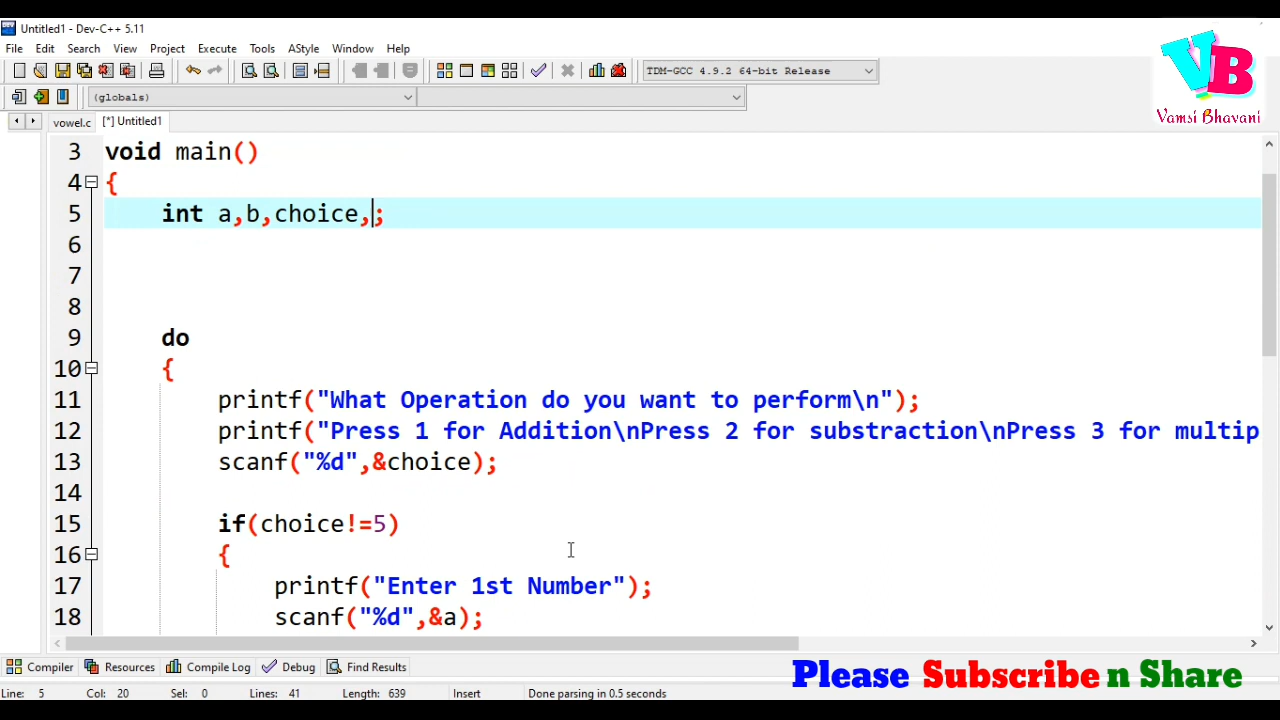 Untitled1 - Dev-C++ 5.11
File Edit Search View Project Execute Tools AStyle Window Help
TDM-GCC 4.9.2 64-bit Release
(globals)
VB
Vamsi Bhavani
vowel.c [*] Untitled1
3 void main()
4 {
5 int a,b,choice,;
6
7
8
9 do
10 {
11 printf("What Operation do you want to perform\n");
12 printf("Press 1 for Addition\nPress 2 for substraction\nPress 3 for multip
13 scanf("%d",&choice);
14
15 if(choice!=5)
16 {
17 printf("Enter 1st Number");
18 scanf("%d",&a);
Compiler Resources Compile Log Debug Find Results
Please Subscribe n Share
Line: 5 Col: 20 Sel: 0 Lines: 41 Length: 639 Insert Done parsing in 0.5 seconds